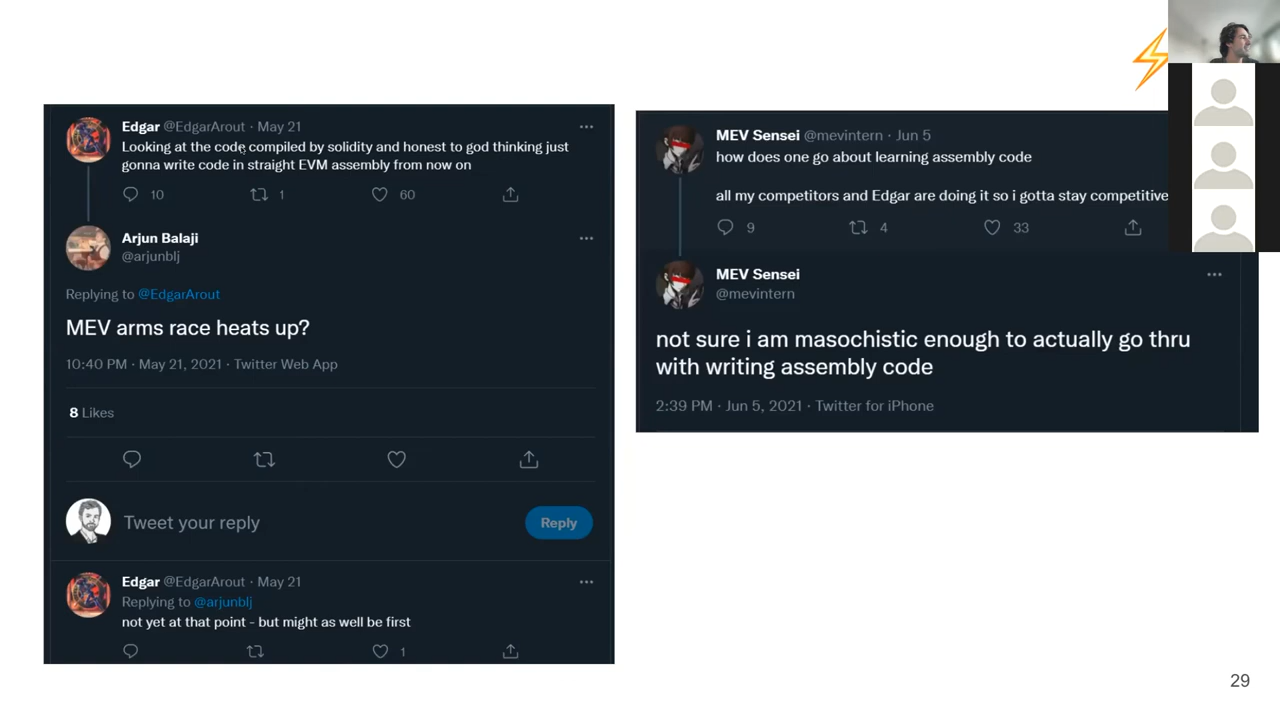 Edgar @EdgarArout · May 21
Looking at the code compiled by solidity and honest to god thinking just
gonna write code in straight EVM assembly from now on
10 1 60
Arjun Balaji
@arjunblj
Replying to @EdgarArout
MEV arms race heats up?
10:40 PM · May 21, 2021 · Twitter Web App
8 Likes
Tweet your reply
Reply
Edgar @EdgarArout · May 21
Replying to @arjunblj
not yet at that point - but might as well be first
1
MEV Sensei @mevintern · Jun 5
how does one go about learning assembly code
all my competitors and Edgar are doing it so i gotta stay competitive
9 4 33
MEV Sensei
@mevintern
not sure i am masochistic enough to actually go thru
with writing assembly code
2:39 PM · Jun 5, 2021 · Twitter for iPhone
29